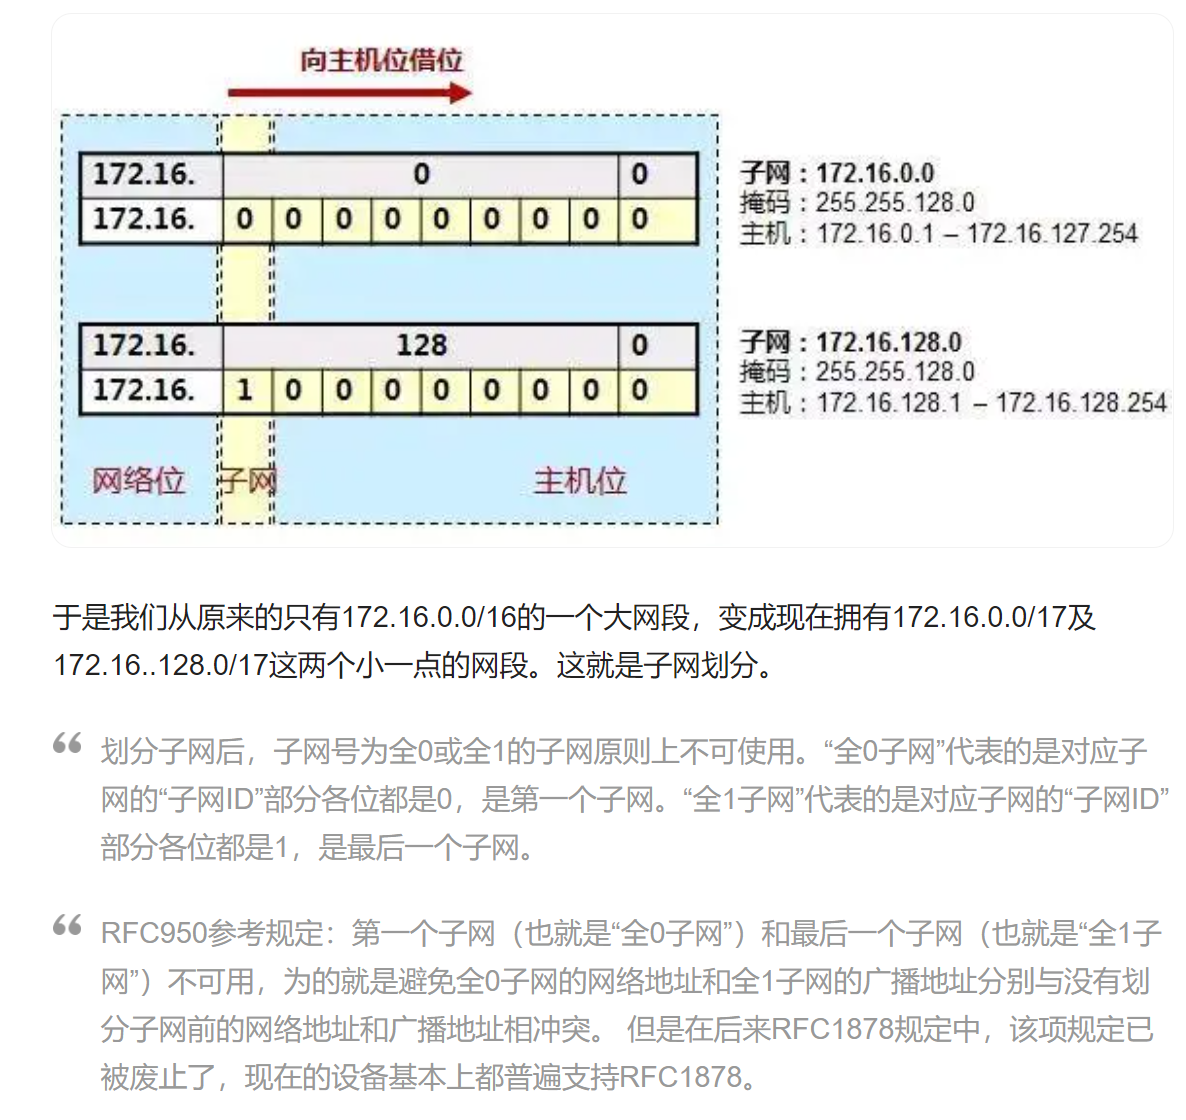 向主机位借位
172.16. 0 0
172.16. 0 0 0 0 0 0 0 0 0
子网：172.16.0.0
掩码：255.255.128.0
主机：172.16.0.1 – 172.16.127.254
172.16. 128 0
172.16. 1 0 0 0 0 0 0 0 0
子网：172.16.128.0
掩码：255.255.128.0
主机：172.16.128.1 – 172.16.128.254
网络位 子网 主机位
于是我们从原来的只有172.16.0.0/16的一个大网段，变成现在拥有172.16.0.0/17及
172.16..128.0/17这两个小一点的网段。这就是子网划分。
“ 划分子网后，子网号为全0或全1的子网原则上不可使用。“全0子网”代表的是对应子
网的“子网ID”部分各位都是0，是第一个子网。“全1子网”代表的是对应子网的“子网ID”
部分各位都是1，是最后一个子网。
“ RFC950参考规定：第一个子网（也就是“全0子网”）和最后一个子网（也就是“全1子
网”）不可用，为的就是避免全0子网的网络地址和全1子网的广播地址分别与没有划
分子网前的网络地址和广播地址相冲突。 但是在后来RFC1878规定中，该项规定已
被废止了，现在的设备基本上都普遍支持RFC1878。